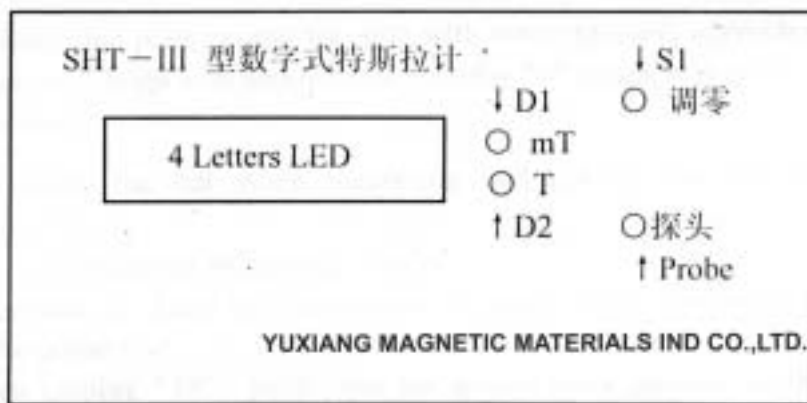 SHT-III 型数字式特斯拉计
↓S1
↓D1
○ 调零
4 Letters LED
○ mT
○ T
↑D2
○探头
↑Probe
YUXIANG MAGNETIC MATERIALS IND CO.,LTD.